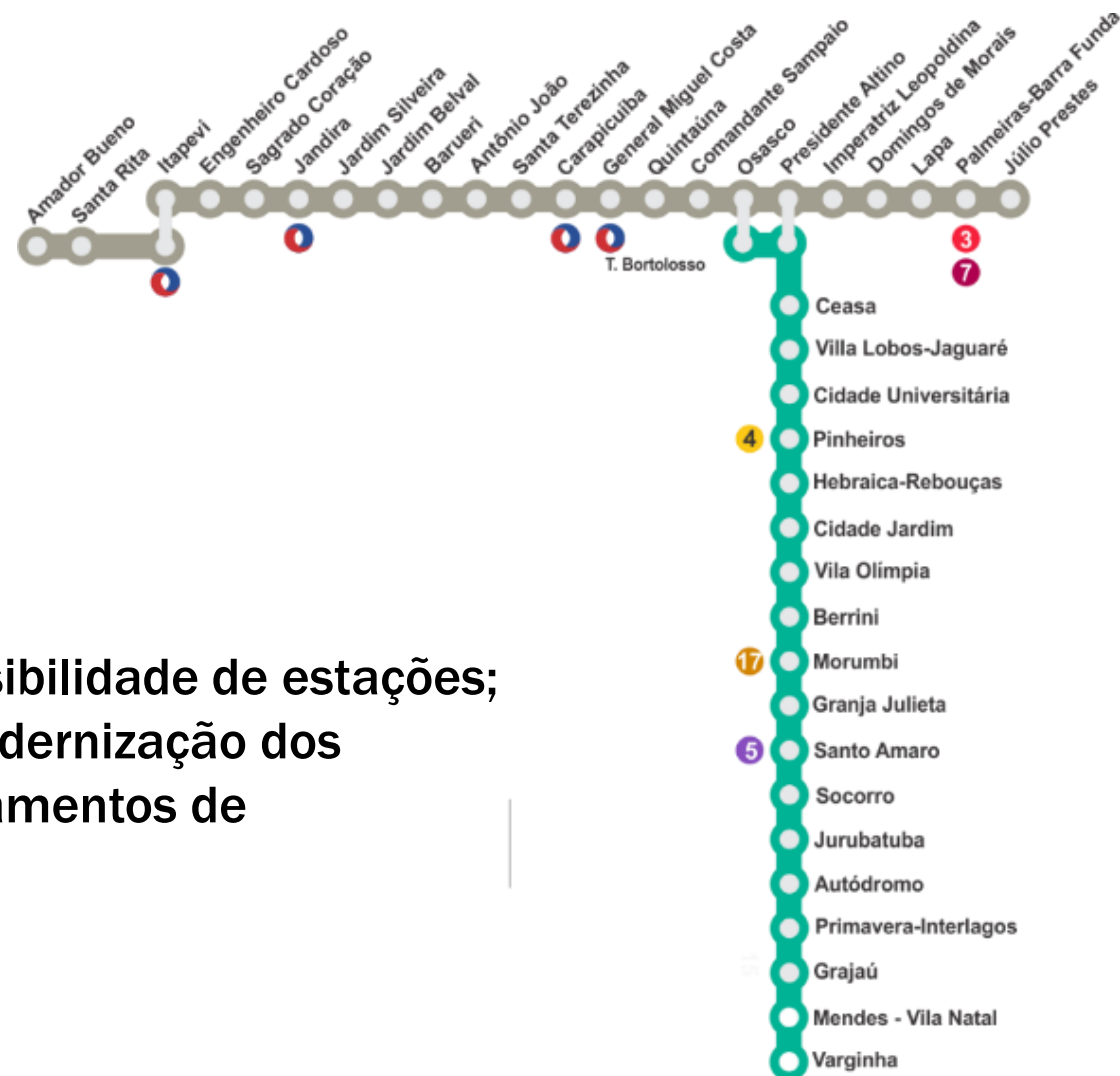 Amador Bueno
Santa Rita
Itapevi
Engenheiro Cardoso
Sagrado Coração
Jandira
Jardim Silveira
Jardim Belval
Barueri
Antônio João
Santa Terezinha
Carapicuíba
General Miguel Costa
Quintaúna
Comandante Sampaio
Osasco
Presidente Altino
Imperatriz Leopoldina
Domingos de Morais
Lapa
Palmeiras-Barra Funda
Júlio Prestes
3
7
T. Bortolosso
Ceasa
Villa Lobos-Jaguaré
Cidade Universitária
4
Pinheiros
Hebraica-Rebouças
Cidade Jardim
Vila Olímpia
Berrini
17
Morumbi
Granja Julieta
5
Santo Amaro
Socorro
Jurubatuba
Autódromo
Primavera-Interlagos
Grajaú
Mendes - Vila Natal
Varginha
sibilidade de estações;
dernização dos
amentos de